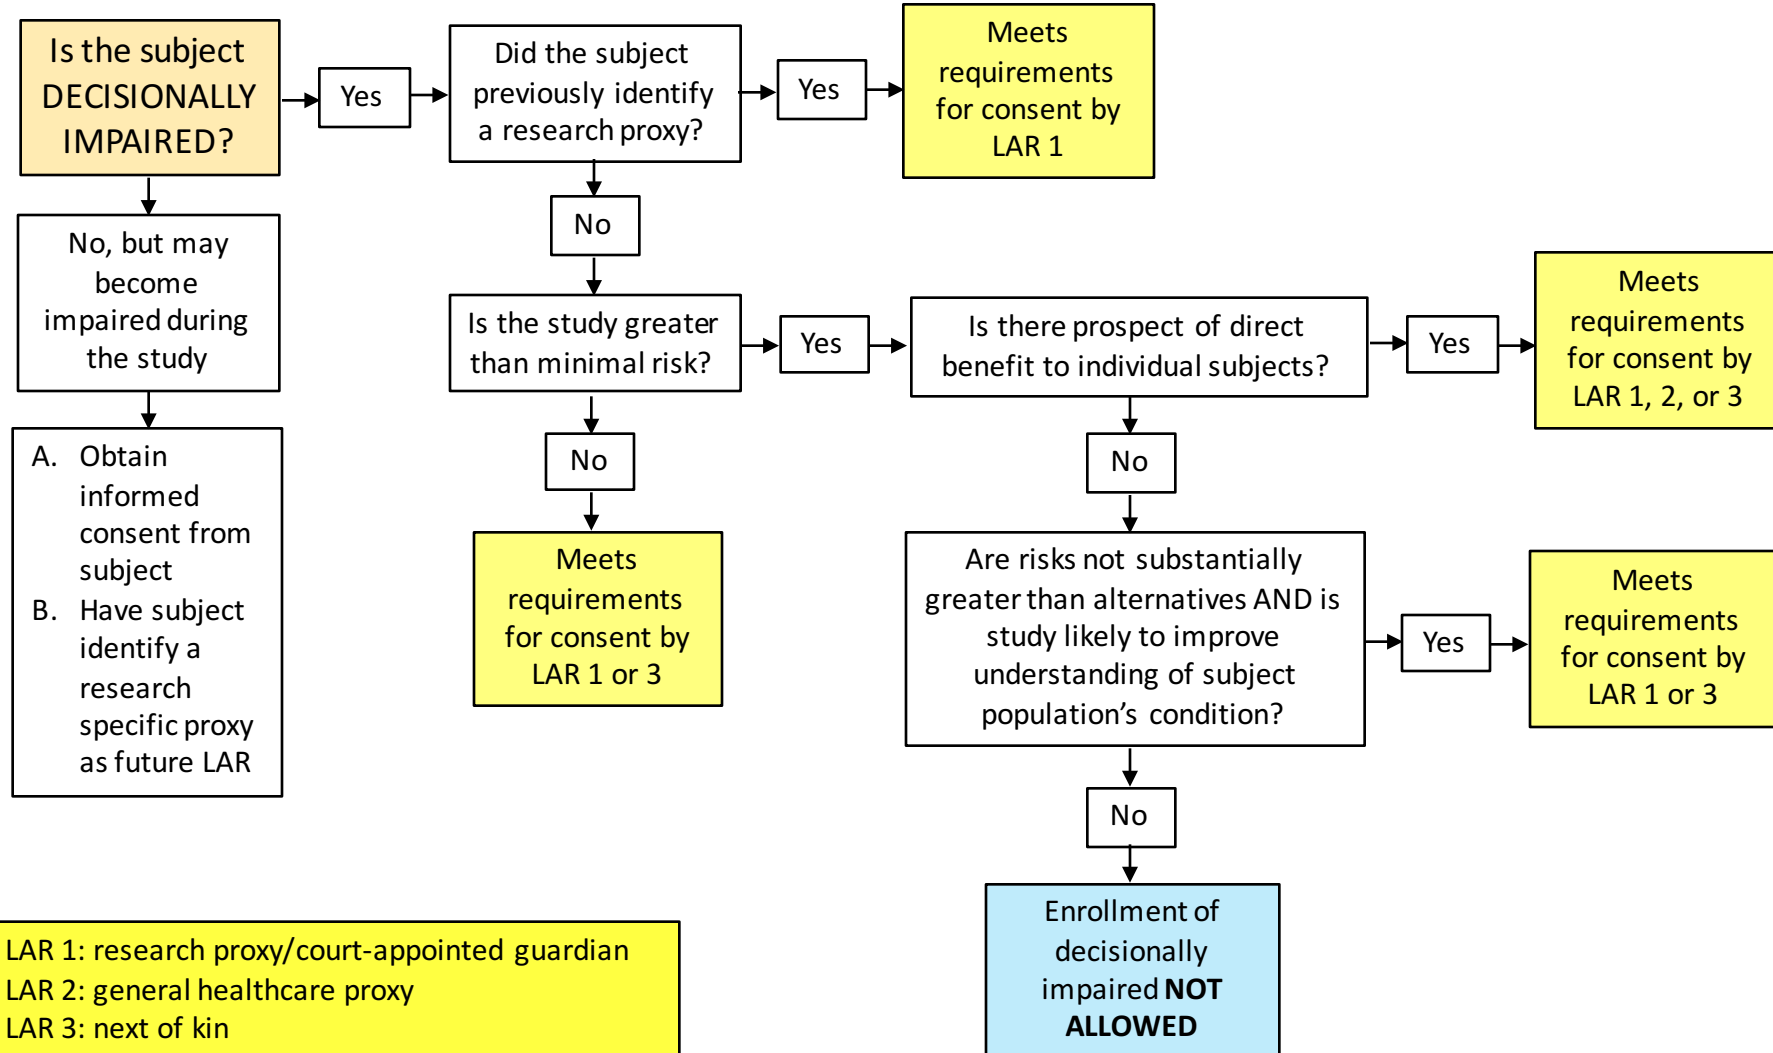 Is the subject
DECISIONALLY
IMPAIRED?
Yes
Did the subject
previously identify
a research proxy?
Yes
Meets
requirements
for consent by
LAR 1
No, but may
become
impaired during
the study
No
A. Obtain
informed
consent from
subject
B. Have subject
identify a
research
specific proxy
as future LAR
Is the study greater
than minimal risk?
Yes
Is there prospect of direct
benefit to individual subjects?
Yes
Meets
requirements
for consent by
LAR 1, 2, or 3
No
Meets
requirements
for consent by
LAR 1 or 3
No
Are risks not substantially
greater than alternatives AND is
study likely to improve
understanding of subject
population's condition?
Yes
Meets
requirements
for consent by
LAR 1 or 3
No
Enrollment of
decisionally
impaired NOT
ALLOWED
LAR 1: research proxy/court-appointed guardian
LAR 2: general healthcare proxy
LAR 3: next of kin